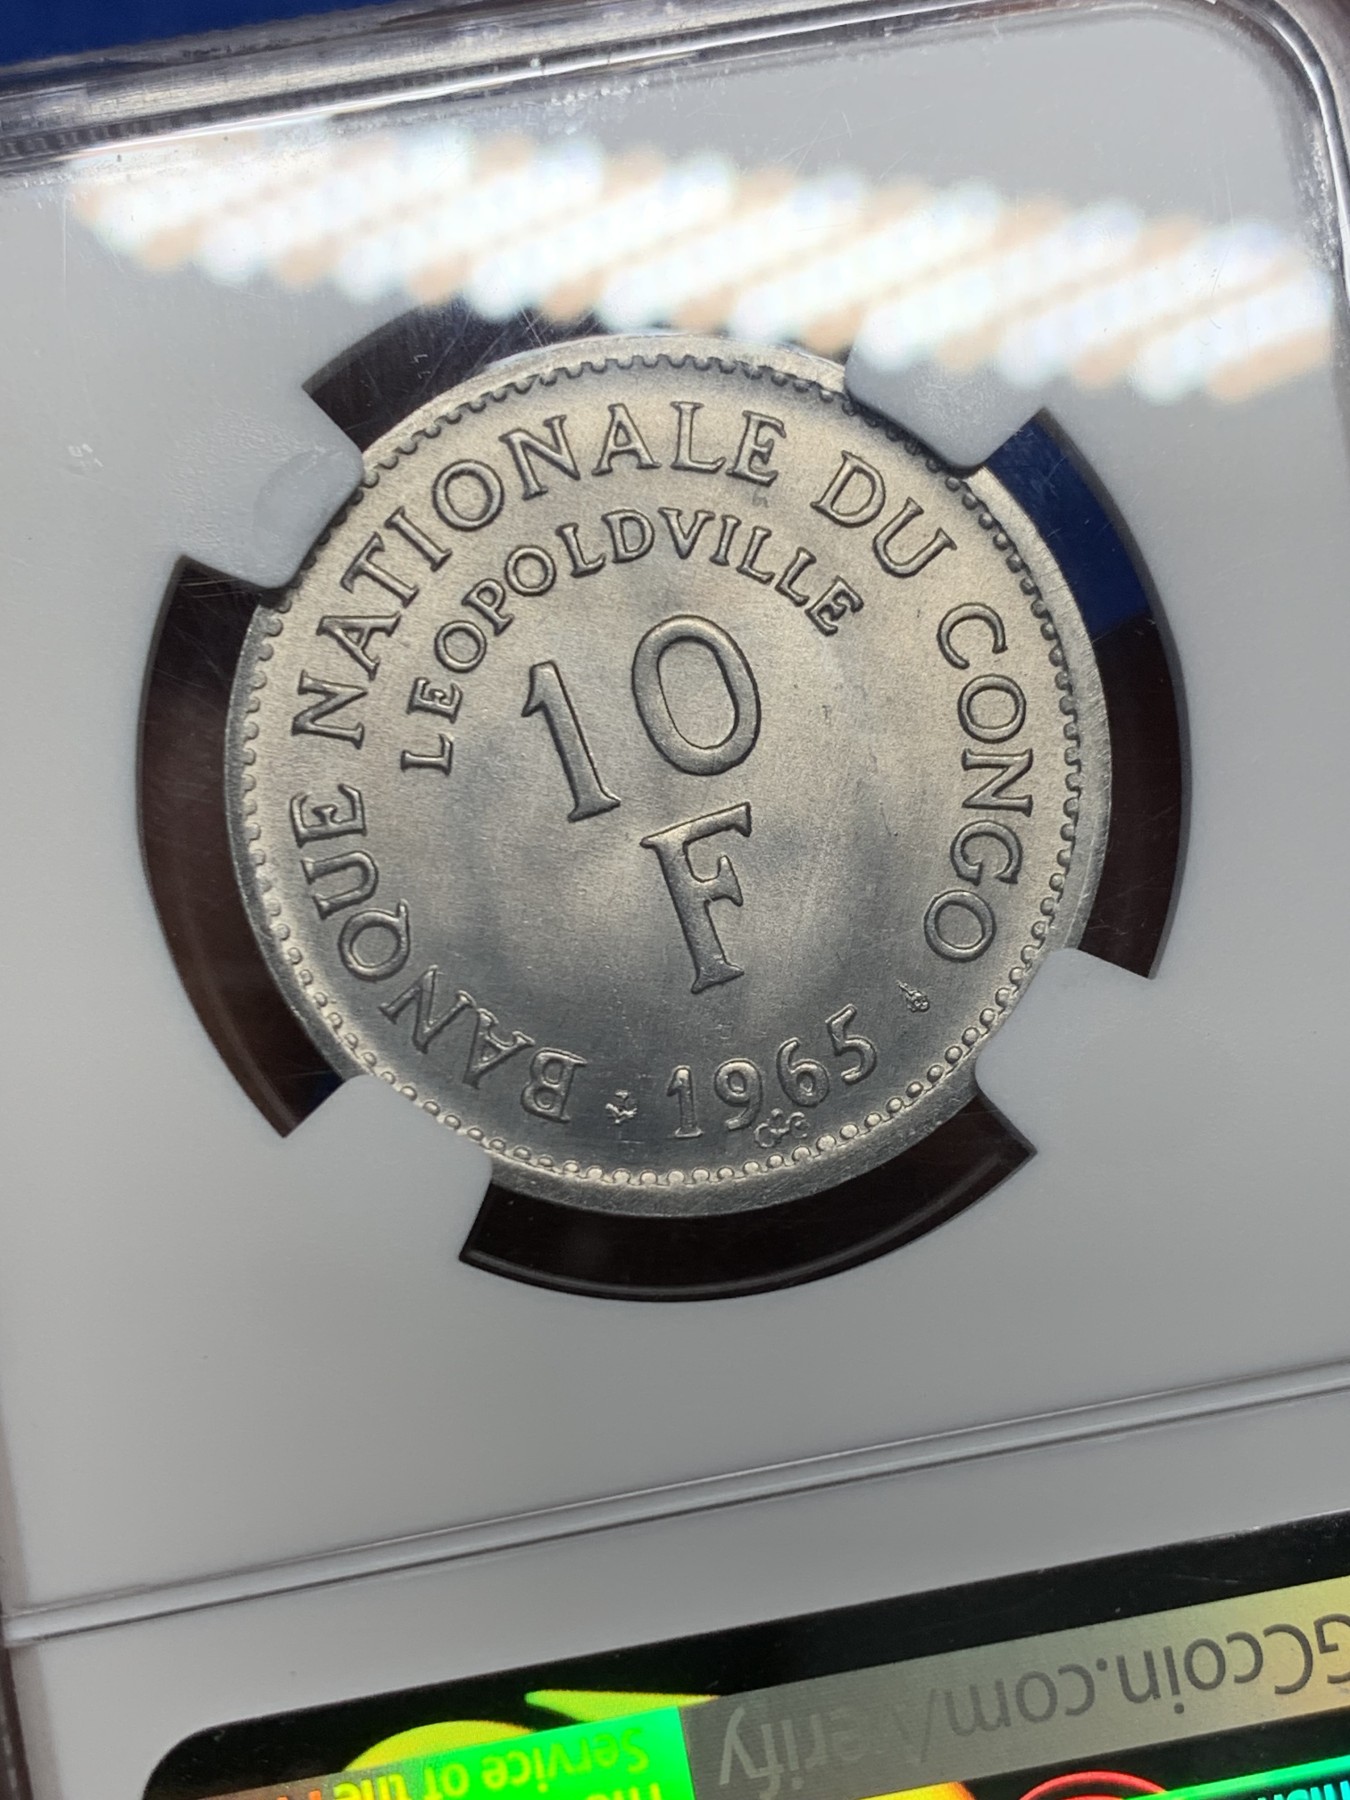 BANQUE NATIONALE DU CONGO
LEOPOLDVILLE
10
F
1965
GCcoin.com/verify
Service of the